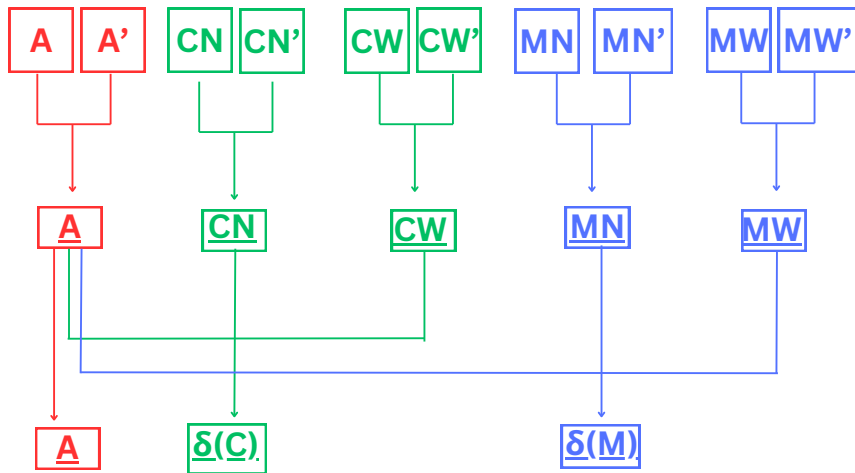 A A’ CN CN’ CW CW’ MN MN’ MW MW’
A CN CW MN MW
A δ(C) δ(M)